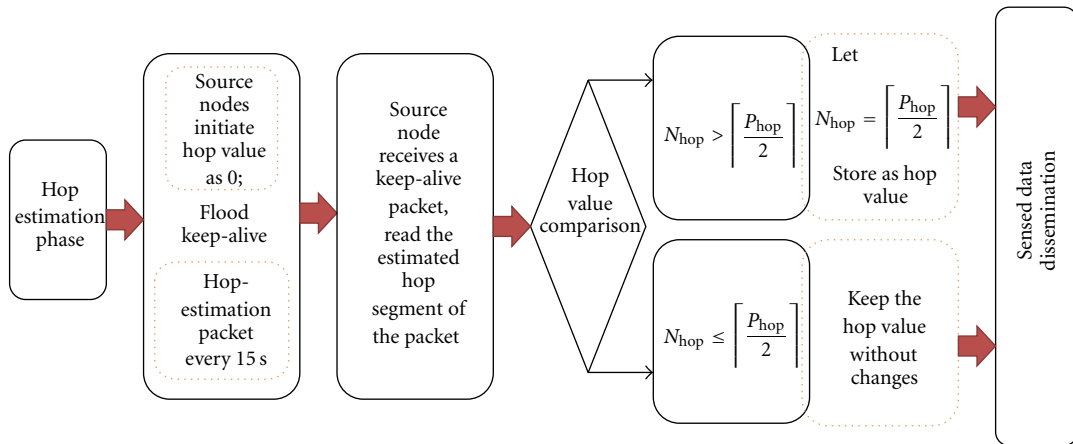 Hop
estimation
phase
Source
nodes
initiate
hop value
as 0;
Flood
keep-alive
Hop-
estimation
packet
every 15 s
Source
node
receives a
keep-alive
packet,
read the
estimated
hop
segment of
the packet
Hop
value
comparison
N_hop > ⌈P_hop / 2⌉
Let
N_hop = ⌈P_hop / 2⌉
Store as hop
value
N_hop ≤ ⌈P_hop / 2⌉
Keep the
hop value
without
changes
Sensed data
dissemination